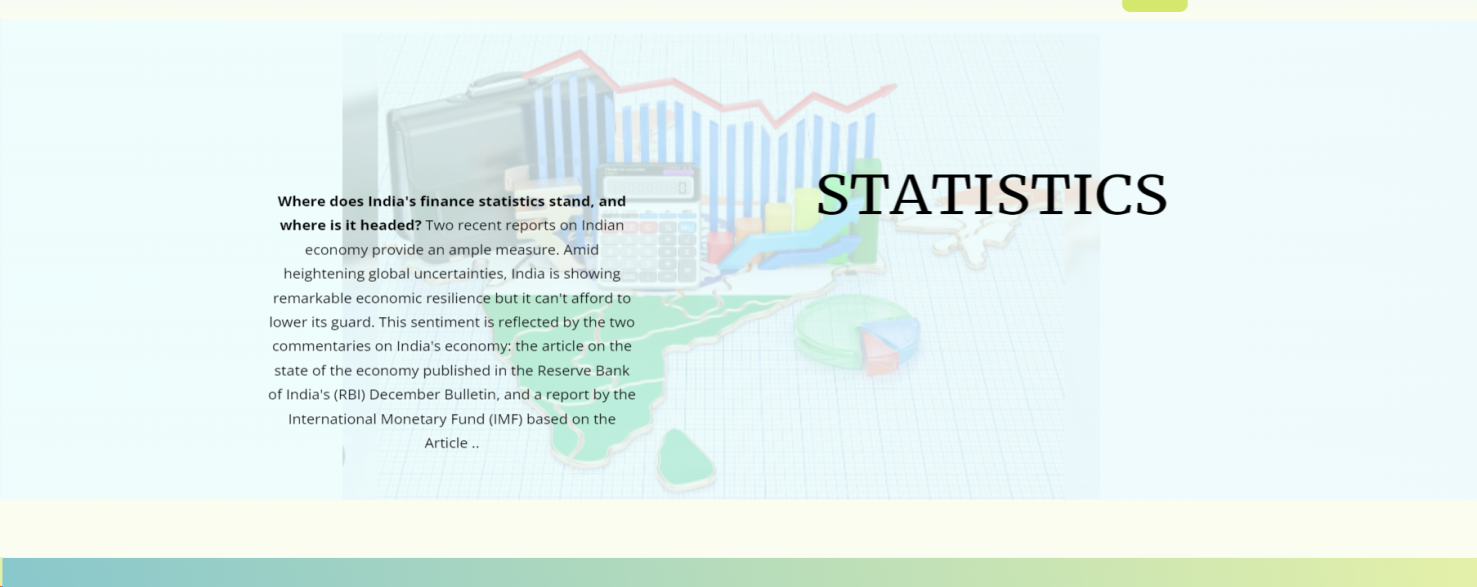 Where does India's finance statistics stand, and
where is it headed? Two recent reports on Indian
economy provide an ample measure. Amid
heightening global uncertainties, India is showing
remarkable economic resilience but it can't afford to
lower its guard. This sentiment is reflected by the two
commentaries on India's economy: the article on the
state of the economy published in the Reserve Bank
of India's (RBI) December Bulletin, and a report by the
International Monetary Fund (IMF) based on the
Article ..
STATISTICS